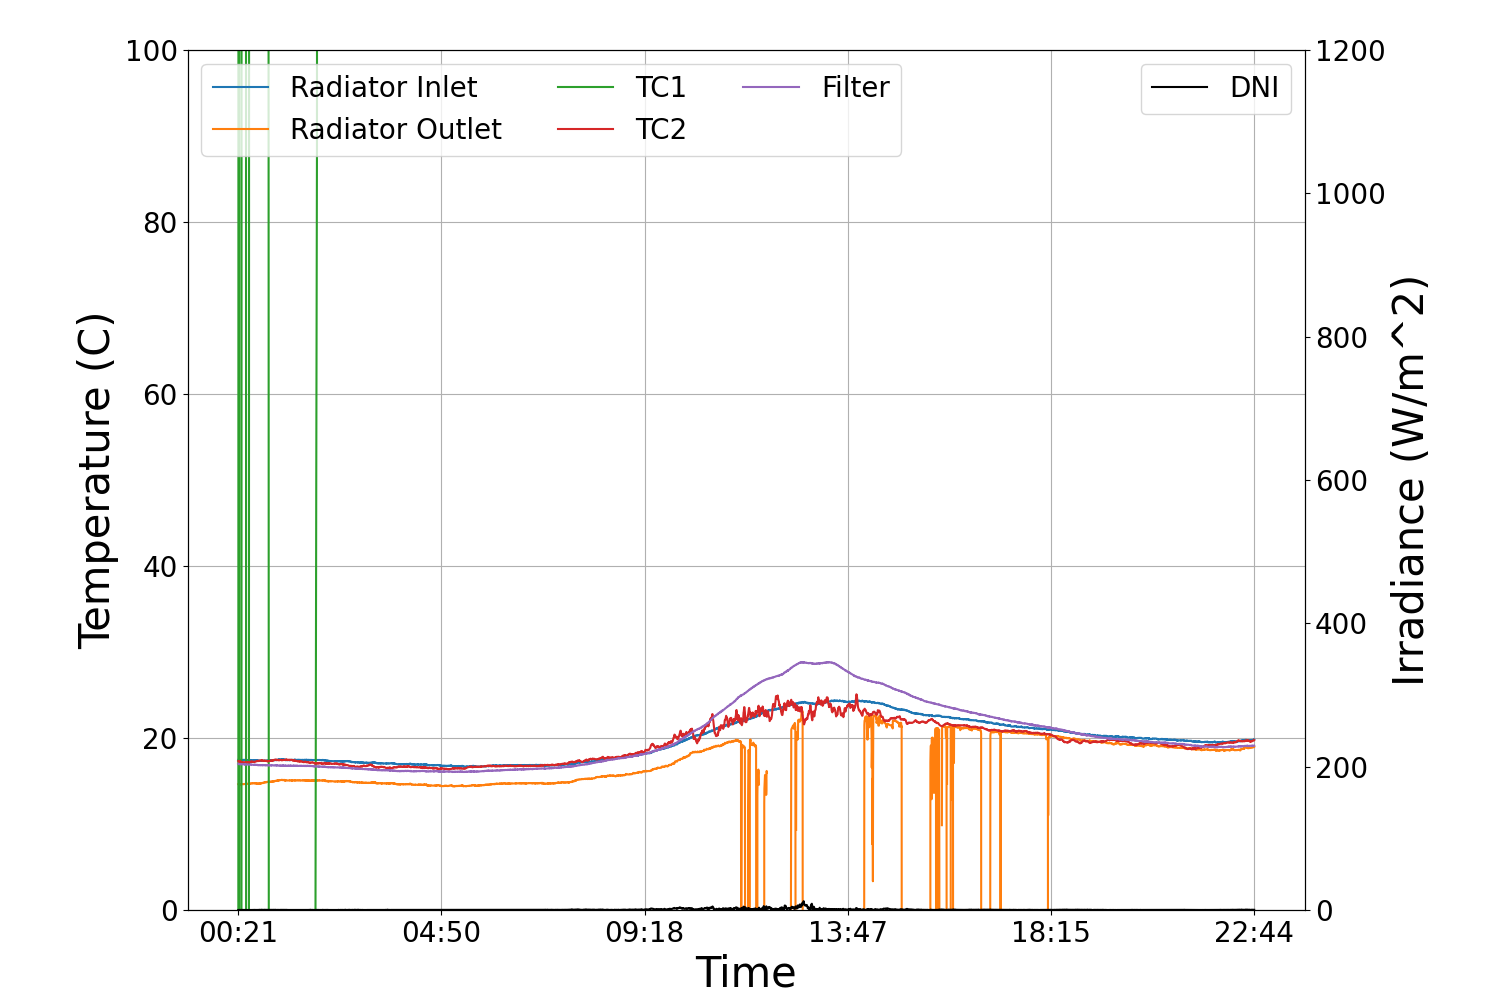 100
80
60
40
20
0
Temperature (C)
Radiator Inlet
Radiator Outlet
TC1
TC2
Filter
DNI
1200
1000
800
600
400
200
0
Irradiance (W/m^2)
00:21 04:50 09:18 13:47 18:15 22:44
Time